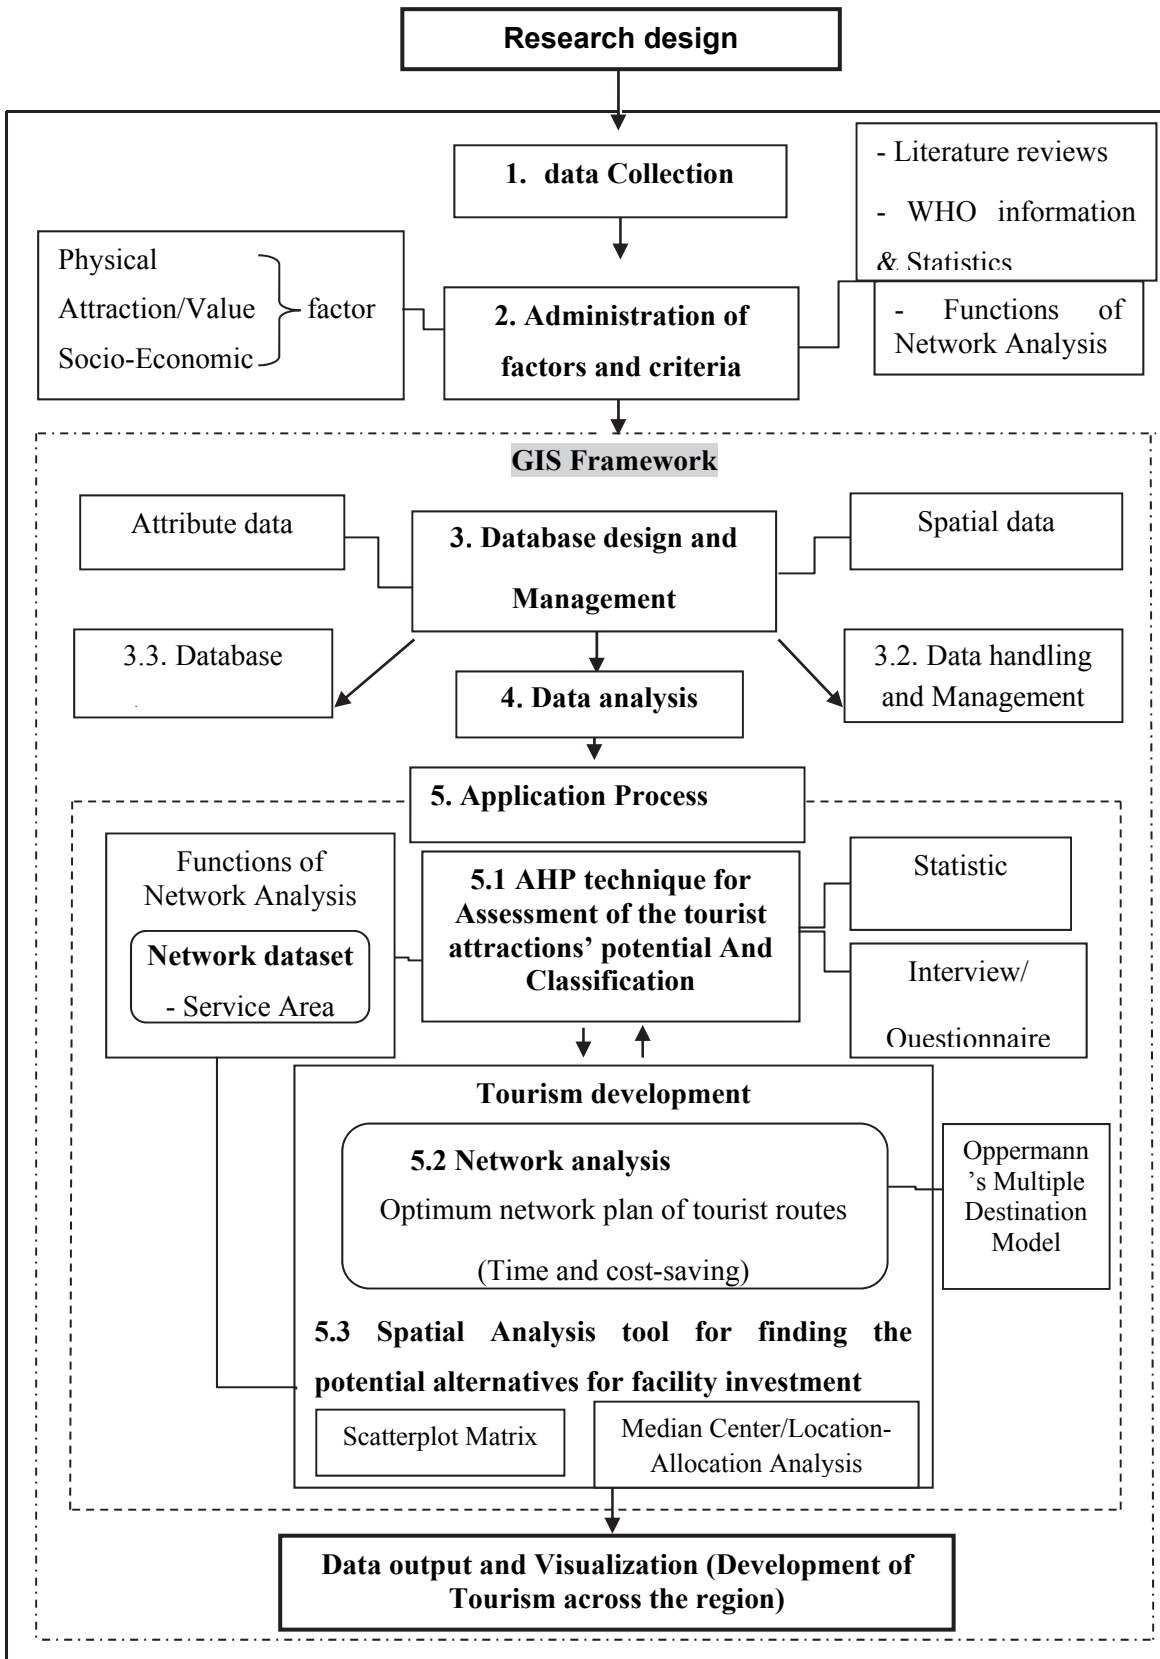 Research design
1. data Collection
- Literature reviews
- WHO information
& Statistics
- Functions of
Network Analysis
Physical
Attraction/Value
Socio-Economic
factor
2. Administration of
factors and criteria
GIS Framework
Attribute data
3. Database design and
Management
Spatial data
3.3. Database
3.2. Data handling
and Management
4. Data analysis
5. Application Process
Functions of
Network Analysis
Network dataset
- Service Area
5.1 AHP technique for
Assessment of the tourist
attractions' potential And
Classification
Statistic
Interview/
Questionnaire
Tourism development
5.2 Network analysis
Optimum network plan of tourist routes
(Time and cost-saving)
Oppermann
's Multiple
Destination
Model
5.3 Spatial Analysis tool for finding the
potential alternatives for facility investment
Scatterplot Matrix
Median Center/Location-
Allocation Analysis
Data output and Visualization (Development of
Tourism across the region)